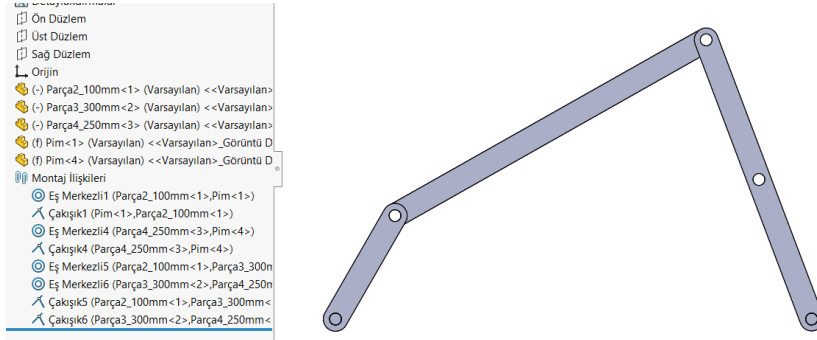 Ön Düzlem
Üst Düzlem
Sağ Düzlem
Orijin
(-) Parça2_100mm<1> (Varsayılan) <<Varsayılan>
(-) Parça3_300mm<2> (Varsayılan) <<Varsayılan>
(-) Parça4_250mm<3> (Varsayılan) <<Varsayılan>
(f) Pim<1> (Varsayılan) <<Varsayılan>_Görüntü D
(f) Pim<4> (Varsayılan) <<Varsayılan>_Görüntü D
Montaj İlişkileri
Eş Merkezli1 (Parça2_100mm<1>,Pim<1>)
Çakışık1 (Pim<1>,Parça2_100mm<1>)
Eş Merkezli4 (Parça4_250mm<3>,Pim<4>)
Çakışık4 (Parça4_250mm<3>,Pim<4>)
Eş Merkezli5 (Parça2_100mm<1>,Parça3_300m
Eş Merkezli6 (Parça3_300mm<2>,Parça4_250m
Çakışık5 (Parça2_100mm<1>,Parça3_300mm<
Çakışık6 (Parça3_300mm<2>,Parça4_250mm<